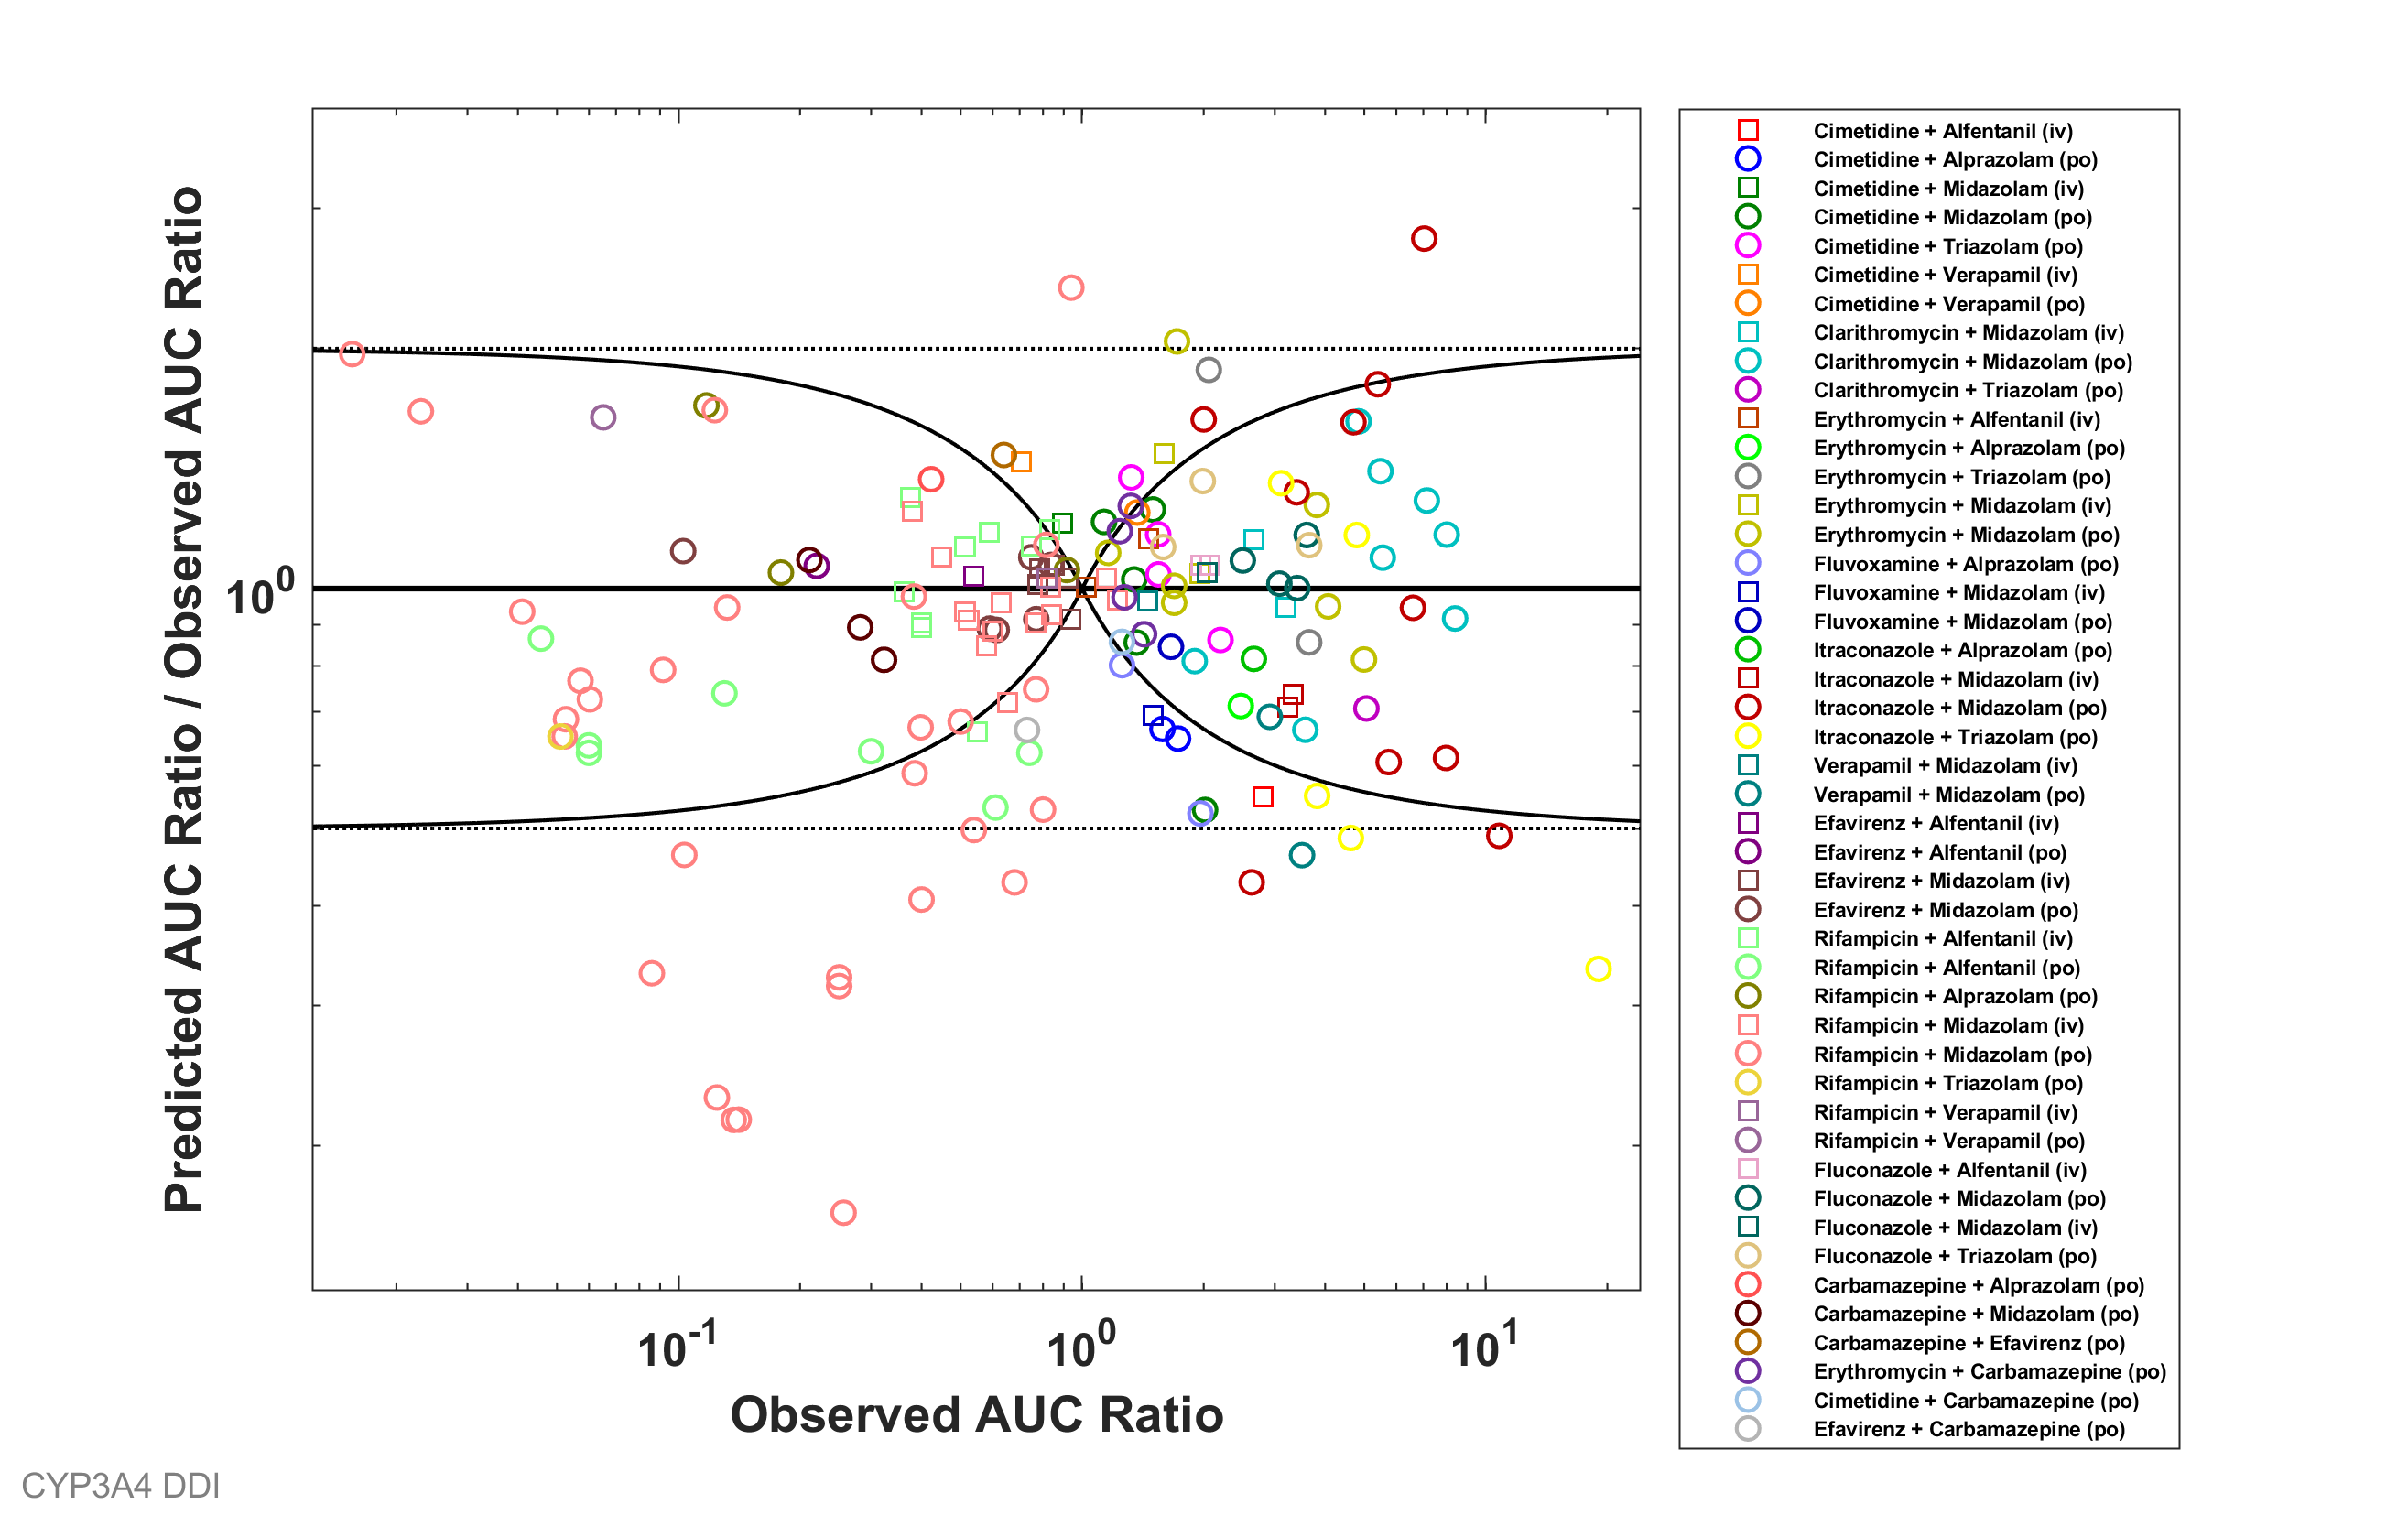 Predicted AUC Ratio / Observed AUC Ratio
10^0
10^-1
10^0
10^1
Observed AUC Ratio
Cimetidine + Alfentanil (iv)
Cimetidine + Alprazolam (po)
Cimetidine + Midazolam (iv)
Cimetidine + Midazolam (po)
Cimetidine + Triazolam (po)
Cimetidine + Verapamil (iv)
Cimetidine + Verapamil (po)
Clarithromycin + Midazolam (iv)
Clarithromycin + Midazolam (po)
Clarithromycin + Triazolam (po)
Erythromycin + Alfentanil (iv)
Erythromycin + Alprazolam (po)
Erythromycin + Triazolam (po)
Erythromycin + Midazolam (iv)
Erythromycin + Midazolam (po)
Fluvoxamine + Alprazolam (po)
Fluvoxamine + Midazolam (iv)
Fluvoxamine + Midazolam (po)
Itraconazole + Alprazolam (po)
Itraconazole + Midazolam (iv)
Itraconazole + Midazolam (po)
Itraconazole + Triazolam (po)
Verapamil + Midazolam (iv)
Verapamil + Midazolam (po)
Efavirenz + Alfentanil (iv)
Efavirenz + Alfentanil (po)
Efavirenz + Midazolam (iv)
Efavirenz + Midazolam (po)
Rifampicin + Alfentanil (iv)
Rifampicin + Alfentanil (po)
Rifampicin + Alprazolam (po)
Rifampicin + Midazolam (iv)
Rifampicin + Midazolam (po)
Rifampicin + Triazolam (po)
Rifampicin + Verapamil (iv)
Rifampicin + Verapamil (po)
Fluconazole + Alfentanil (iv)
Fluconazole + Midazolam (po)
Fluconazole + Midazolam (iv)
Fluconazole + Triazolam (po)
Carbamazepine + Alprazolam (po)
Carbamazepine + Midazolam (po)
Carbamazepine + Efavirenz (po)
Erythromycin + Carbamazepine (po)
Cimetidine + Carbamazepine (po)
Efavirenz + Carbamazepine (po)
CYP3A4 DDI